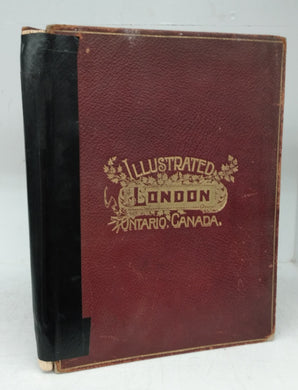 ILLUSTRATED
LONDON
ONTARIO, CANADA.